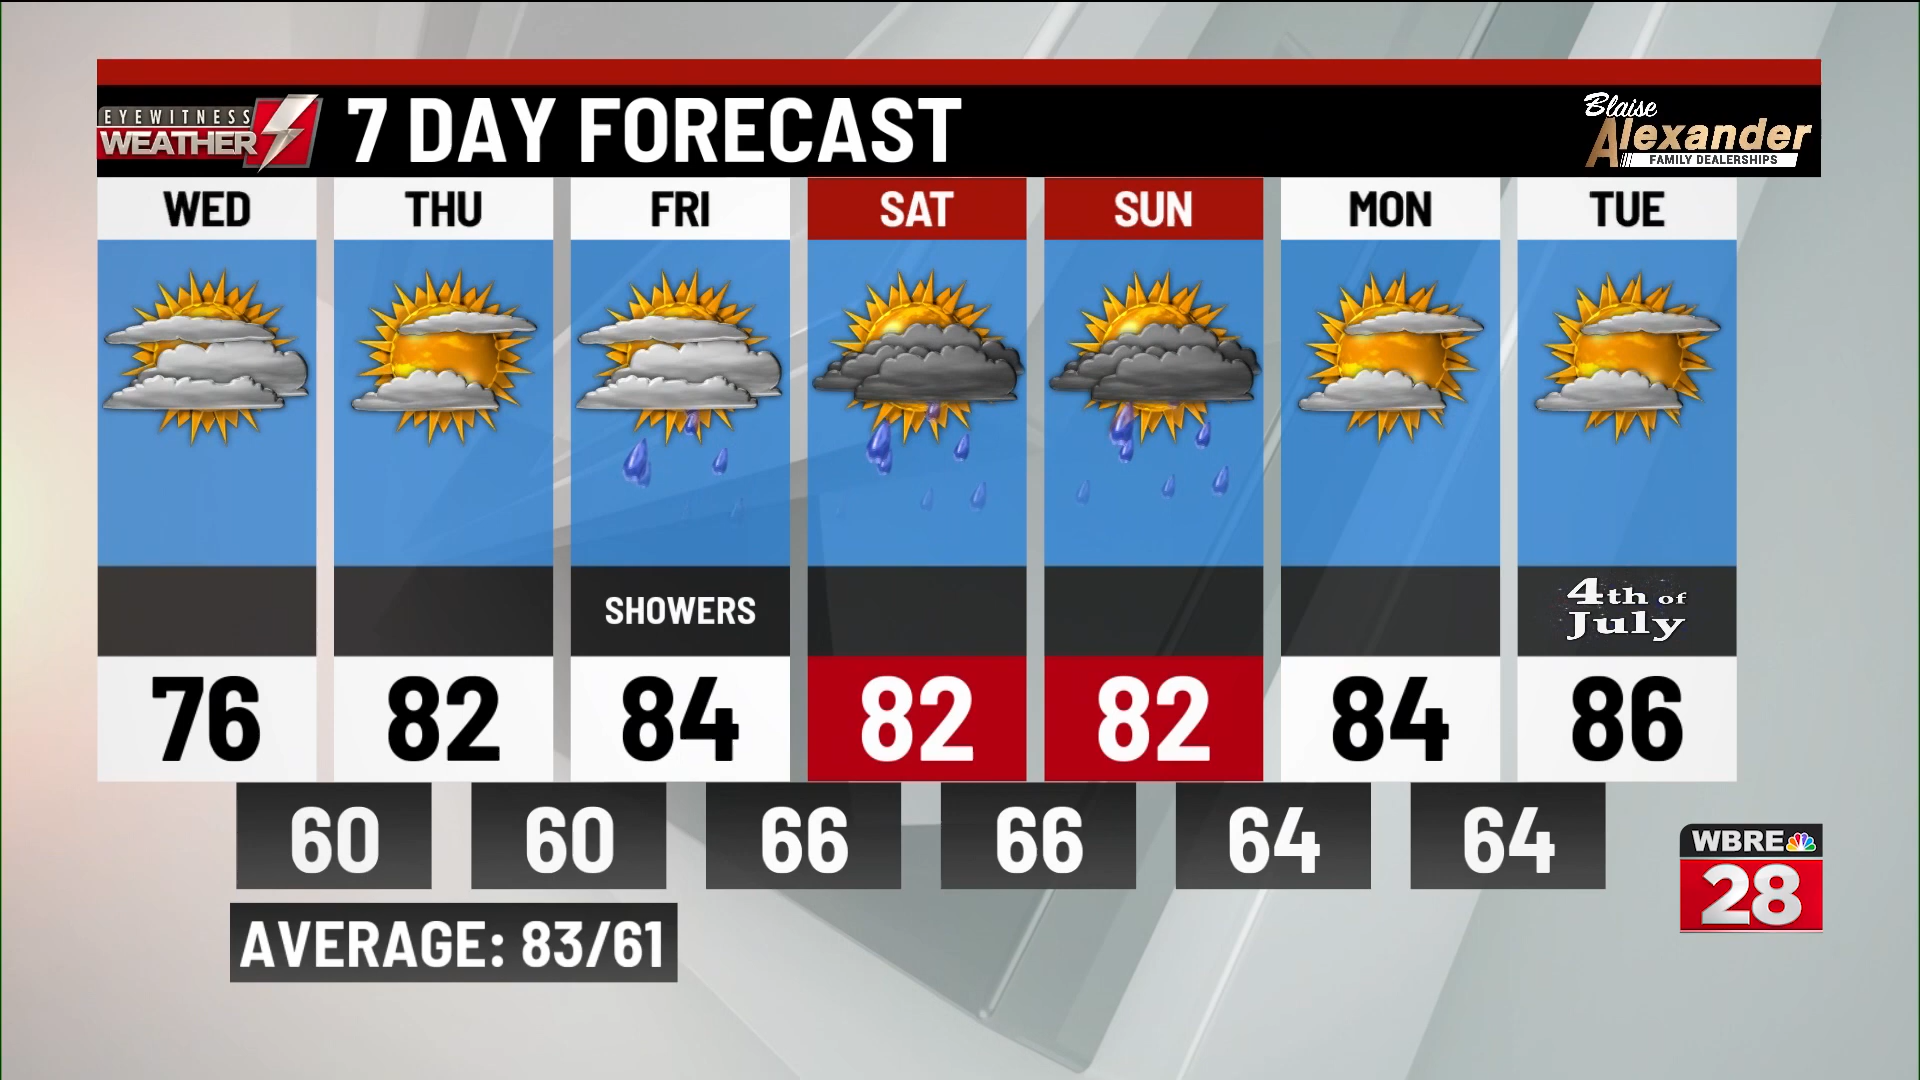 EYEWITNESS
WEATHER
7 DAY FORECAST
Blaise
Alexander
FAMILY DEALERSHIPS
WED THU FRI SAT SUN MON TUE
SHOWERS
4th of
July
76 82 84 82 82 84 86
60 60 66 66 64 64
AVERAGE: 83/61
WBRE
28